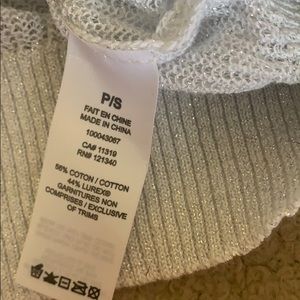 P/S
FAIT EN CHINE
MADE IN CHINA
100043067
CA# 11319
RN# 121340
56% COTON / COTTON
44% LUREX®
GARNITURES NON
COMPRISES / EXCLUSIVE
OF TRIMS